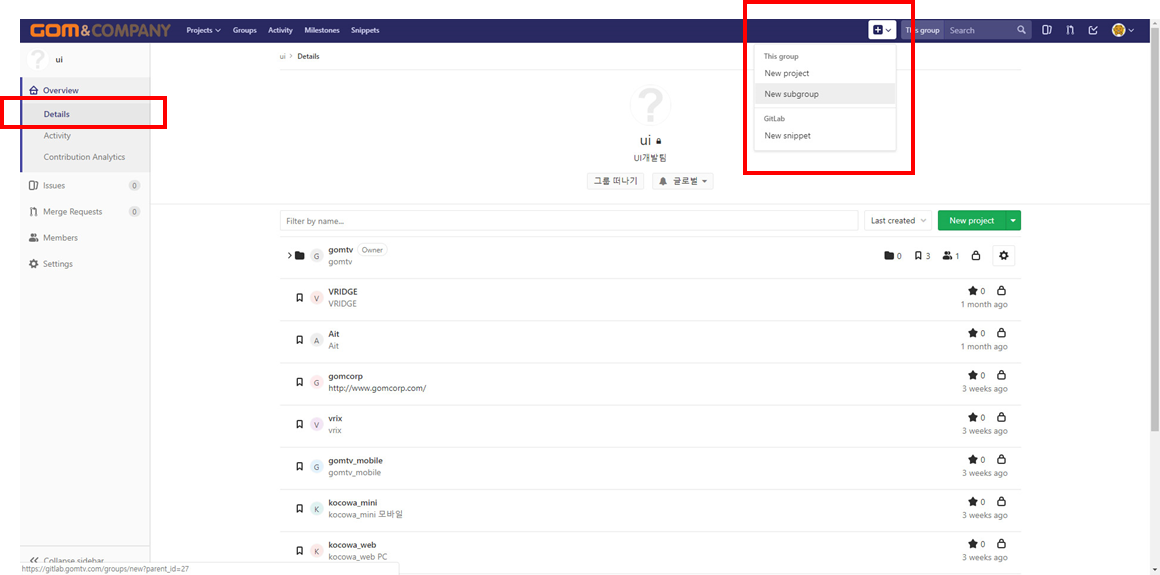 GOM&COMPANY Projects Groups Activity Milestones Snippets This group Search
? ui
Overview
Details
Activity
Contribution Analytics
Issues 0
Merge Requests 0
Members
Settings
Collapse sidebar
https://gitlab.gomtv.com/groups/new?parent_id=27
ui > Details
This group
New project
New subgroup
GitLab
New snippet
?
ui
UI개발팀
그룹 떠나기 글로벌
Filter by name... Last created New project
G gomtv Owner 0 3 1
gomtv
V VRIDGE 0
VRIDGE 1 month ago
A Ait 0
Ait 1 month ago
G gomcorp 0
http://www.gomcorp.com/ 3 weeks ago
V vrix 0
vrix 3 weeks ago
G gomtv_mobile 0
gomtv_mobile 3 weeks ago
K kocowa_mini 0
kocowa_mini 모바일 3 weeks ago
K kocowa_web 0
kocowa_web PC 3 weeks ago